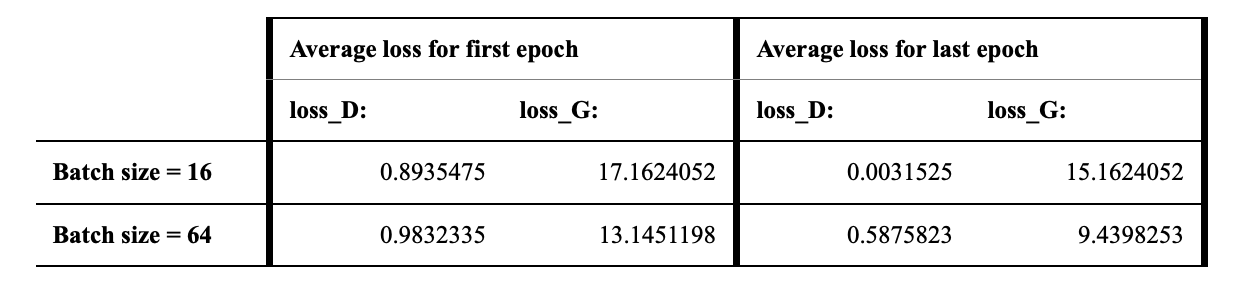 Average loss for first epoch Average loss for last epoch
loss_D: loss_G: loss_D: loss_G:
Batch size = 16 0.8935475 17.1624052 0.0031525 15.1624052
Batch size = 64 0.9832335 13.1451198 0.5875823 9.4398253